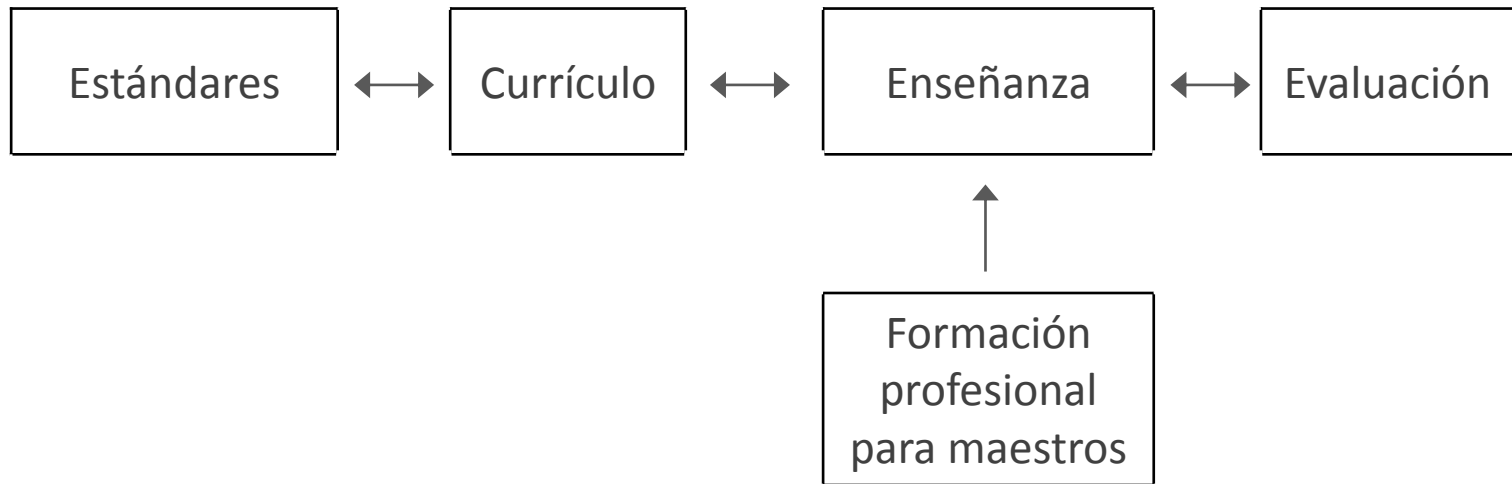 Estándares
Currículo
Enseñanza
Evaluación
Formación
profesional
para maestros